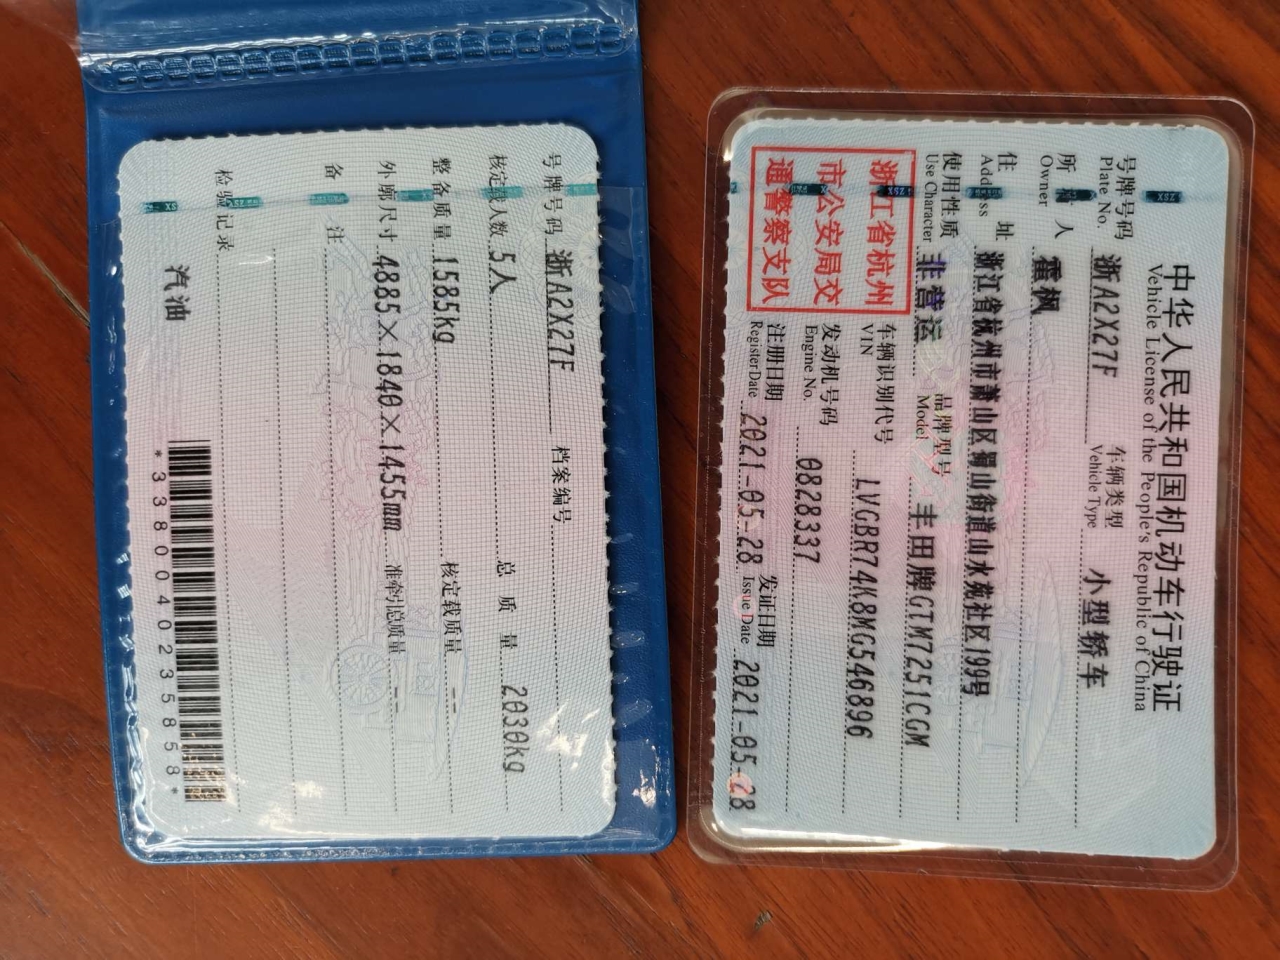 中华人民共和国机动车行驶证
Vehicle License of the People's Republic of China
号牌号码 浙A2X27F 车辆类型 小型轿车
Plate No. Vehicle Type
所有人 霍枫
Owner
住址 浙江省杭州市萧山区蜀山街道山水苑社区199号
Address
使用性质 非营运 品牌型号 丰田牌GTM7251CGM
Use Character Model
浙江省杭州
市公安局交
通警察支队
车辆识别代号 LVGBR74K8MG546896
VIN
发动机号码 0828337
Engine No.
注册日期 2021-05-28 发证日期 2021-05-28
Register Date Issue Date
号牌号码 浙A2X27F 档案编号
核定载人数 5人 总质量 2030kg
整备质量 1585kg 核定载质量 --
外廓尺寸 4885×1840×1455mm 准牵引总质量 --
备注
检验记录
汽油
*3380040235858*